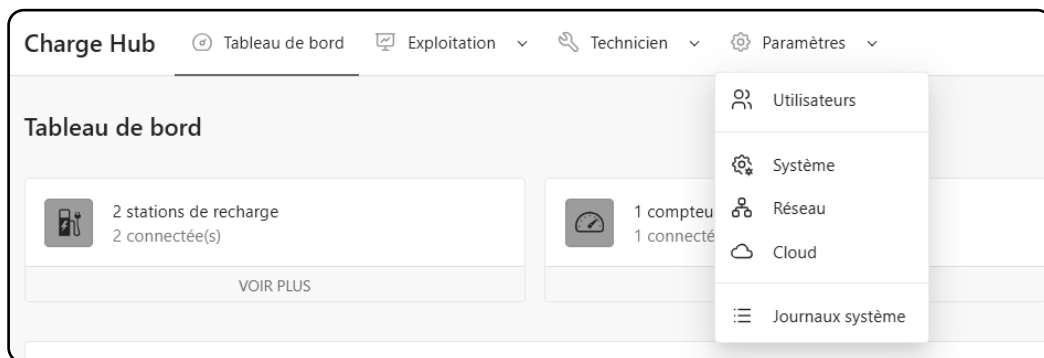 Charge Hub
Tableau de bord
Exploitation
Technicien
Paramètres
Utilisateurs
Système
Réseau
Cloud
Journaux système
Tableau de bord
2 stations de recharge
2 connectée(s)
VOIR PLUS
1 compteu
1 connecté